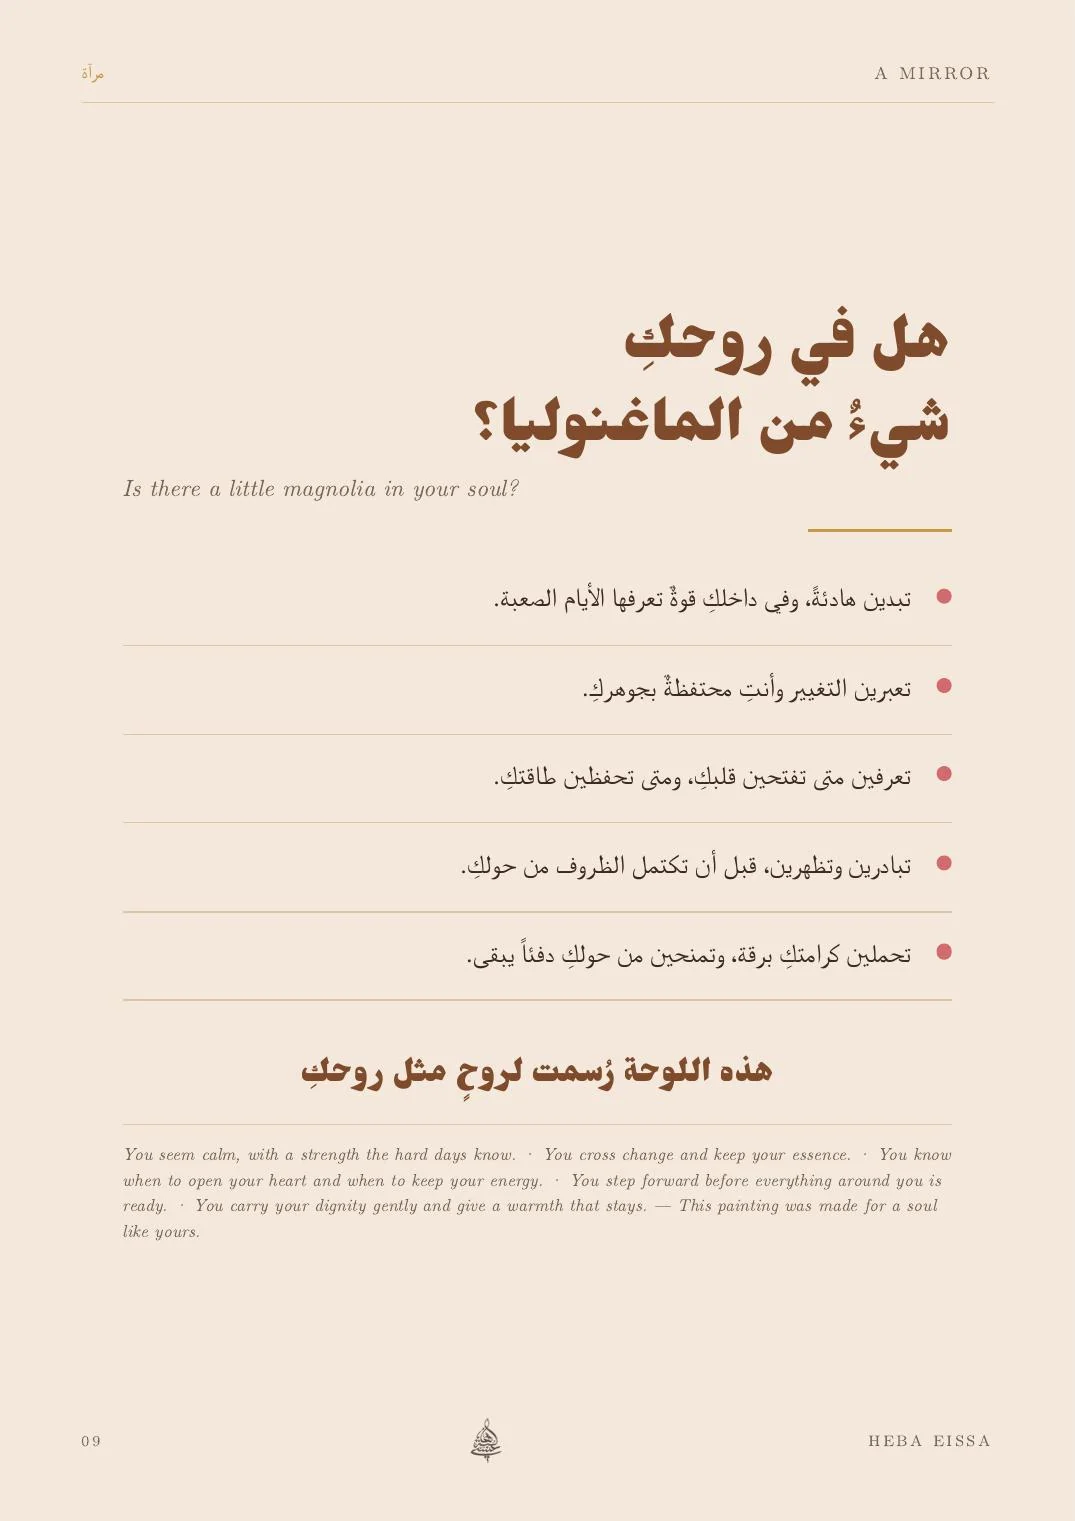 مرآة
A MIRROR
هل في روحكِ
شيءُ من الماغنوليا؟
Is there a little magnolia in your soul?
تبدين هادئةً، وفي داخلكِ قوةٌ تعرفها الأيام الصعبة.
تعبرين التغيير وأنتِ محتفظةٌ بجوهركِ.
تعرفين متى تفتحين قلبكِ، ومتى تحفظين طاقتكِ.
تبادرين وتظهرين، قبل أن تكتمل الظروف من حولكِ.
تحملين كرامتكِ برقة، وتمنحين من حولكِ دفئاً يبقى.
هذه اللوحة رُسمت لروحٍ مثل روحكِ
You seem calm, with a strength the hard days know. · You cross change and keep your essence. · You know
when to open your heart and when to keep your energy. · You step forward before everything around you is
ready. · You carry your dignity gently and give a warmth that stays. — This painting was made for a soul
like yours.
09
HEBA EISSA